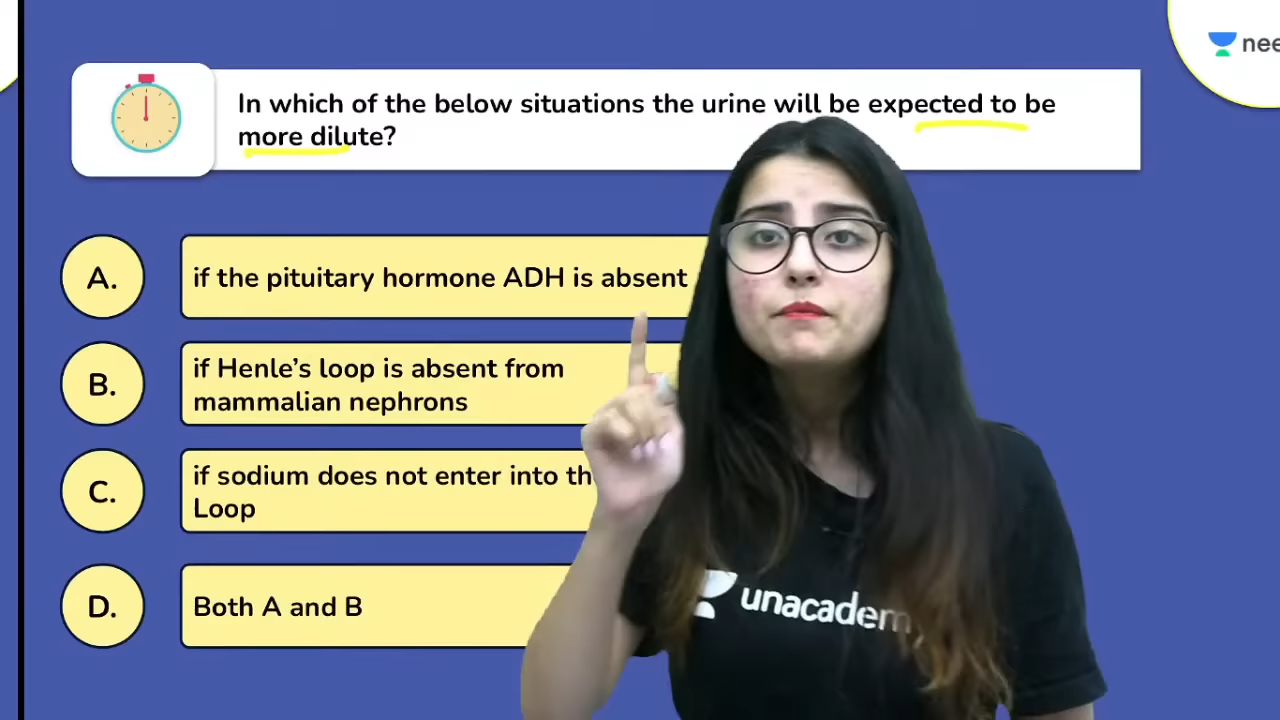 nee
In which of the below situations the urine will be expected to be
more dilute?
A.
if the pituitary hormone ADH is absent
B.
if Henle's loop is absent from
mammalian nephrons
C.
if sodium does not enter into
Loop
D.
Both A and B
unacademy